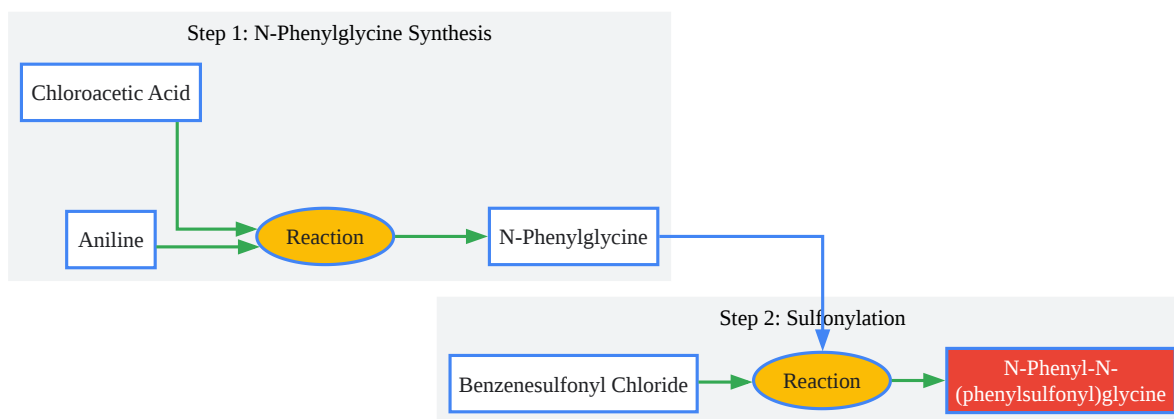 Step 1: N-Phenylglycine Synthesis
Chloroacetic Acid
Aniline
Reaction
N-Phenylglycine
Step 2: Sulfonylation
Benzenesulfonyl Chloride
Reaction
N-Phenyl-N-
(phenylsulfonyl)glycine